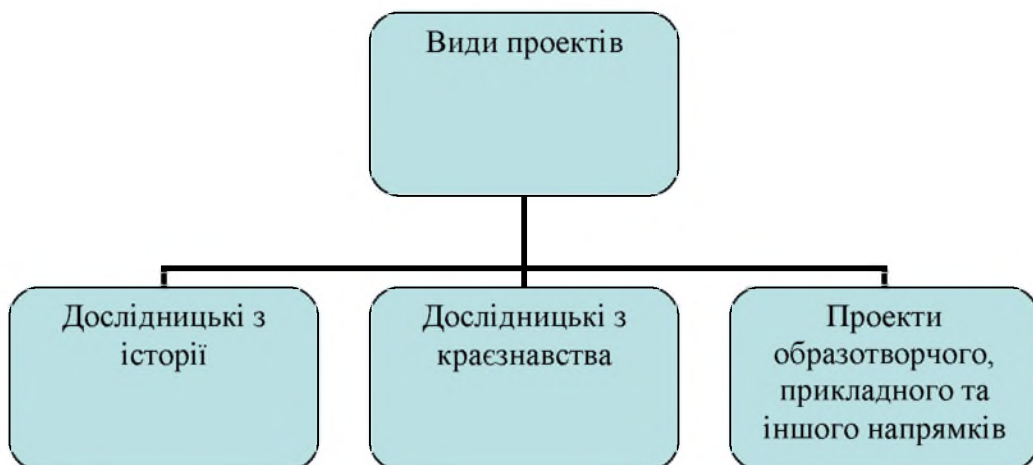 Види проектів
Дослідницькі з
історії
Дослідницькі з
краєзнавства
Проекти
образотворчого,
прикладного та
іншого напрямків